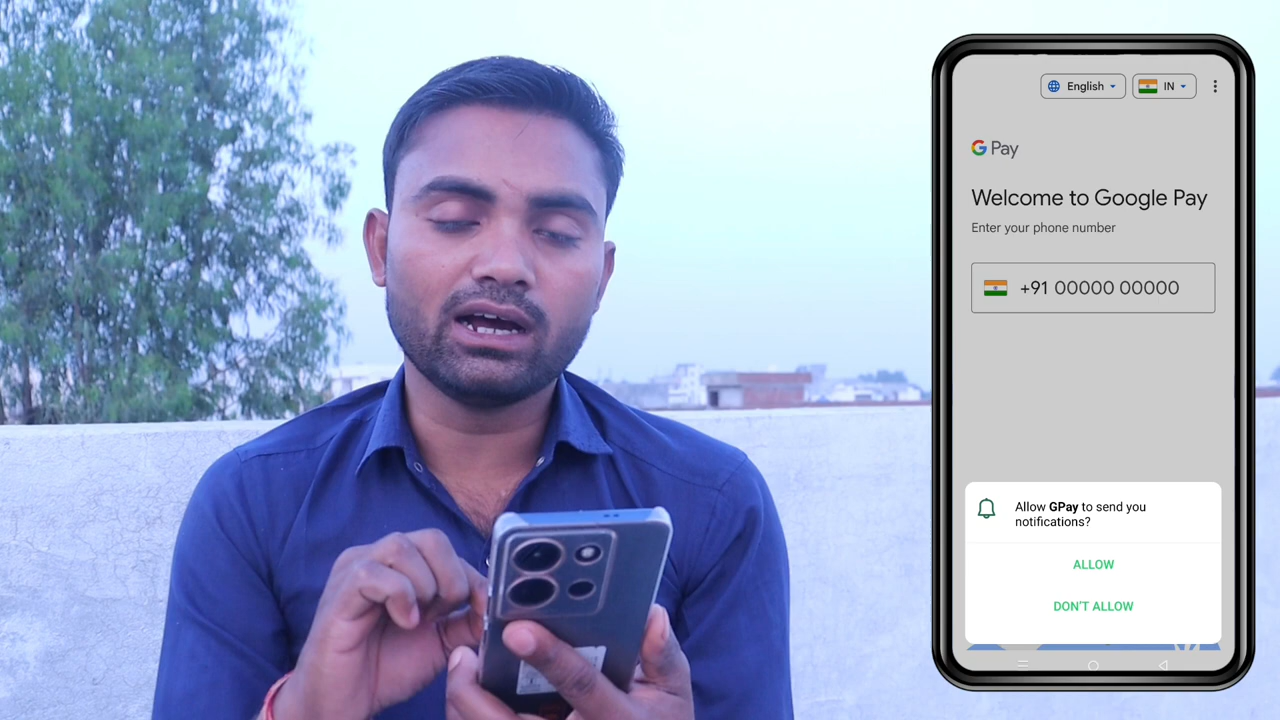 English
IN
G Pay
Welcome to Google Pay
Enter your phone number
+91 00000 00000
Allow GPay to send you
notifications?
ALLOW
DON'T ALLOW